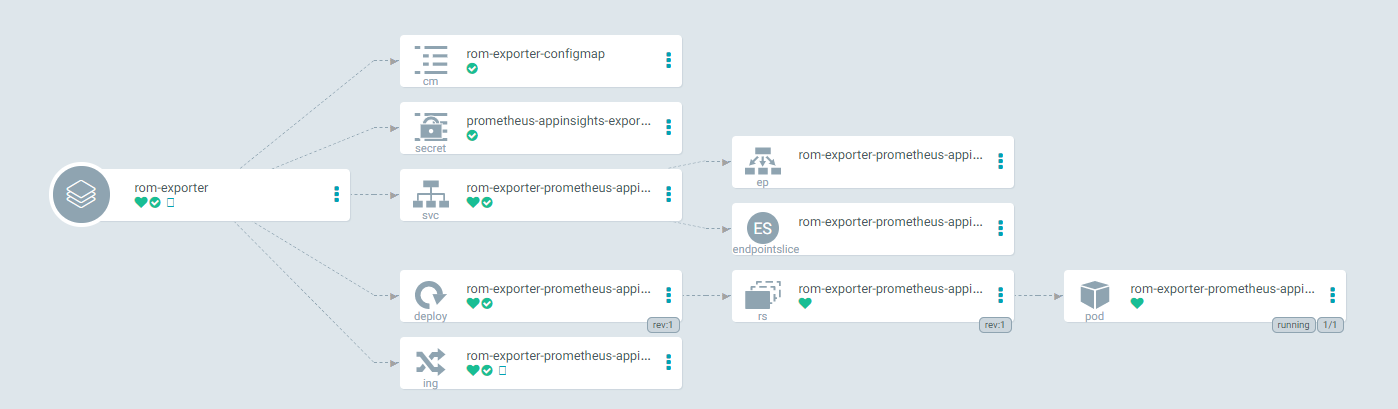 rom-exporter
rom-exporter-configmap
cm
prometheus-appinsights-expor...
secret
rom-exporter-prometheus-appi...
svc
rom-exporter-prometheus-appi...
deploy
rev:1
rom-exporter-prometheus-appi...
ing
rom-exporter-prometheus-appi...
ep
rom-exporter-prometheus-appi...
ES
endpointslice
rom-exporter-prometheus-appi...
rs
rev:1
rom-exporter-prometheus-appi...
pod
running
1/1